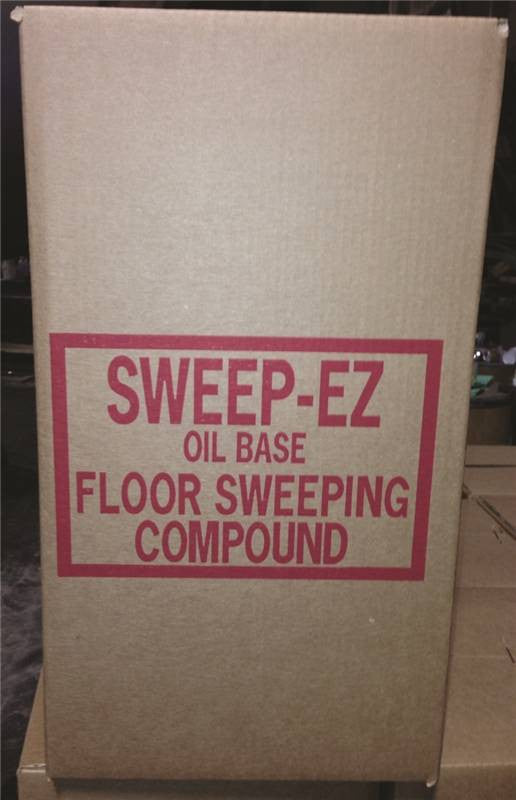 SWEEP-EZ
OIL BASE
FLOOR SWEEPING
COMPOUND